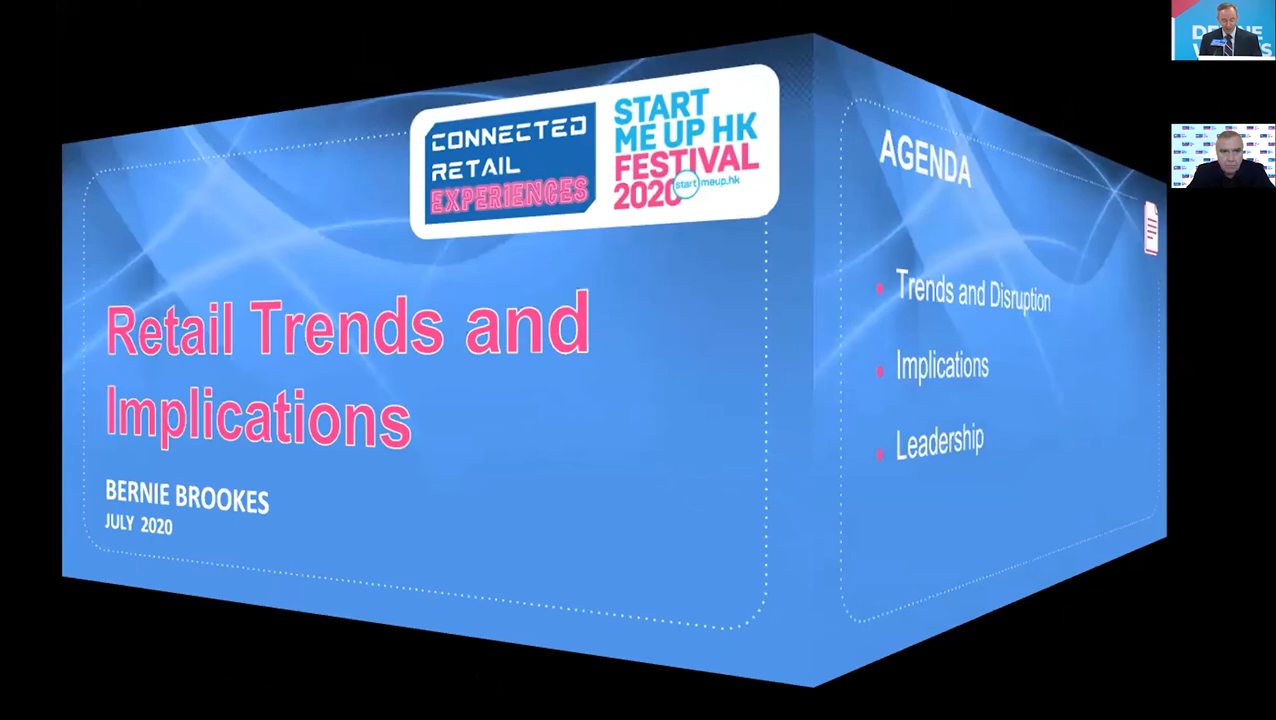 CONNECTED
RETAIL
EXPERIENCES
START
ME UP HK
FESTIVAL
2020
startmeup.hk
Retail Trends and
Implications
BERNIE BROOKES
JULY 2020
AGENDA
Trends and Disruption
Implications
Leadership